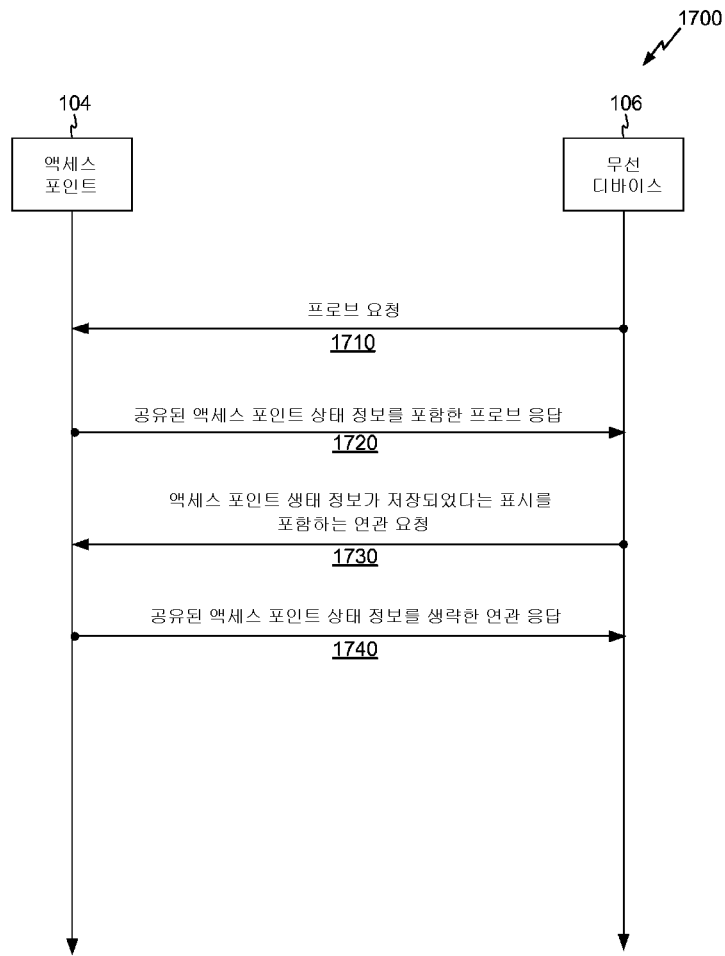 1700
104
106
액세스
포인트
무선
디바이스
프로브 요청
1710
공유된 액세스 포인트 상태 정보를 포함한 프로브 응답
1720
액세스 포인트 생태 정보가 저장되었다는 표시를
포함하는 연관 요청
1730
공유된 액세스 포인트 상태 정보를 생략한 연관 응답
1740